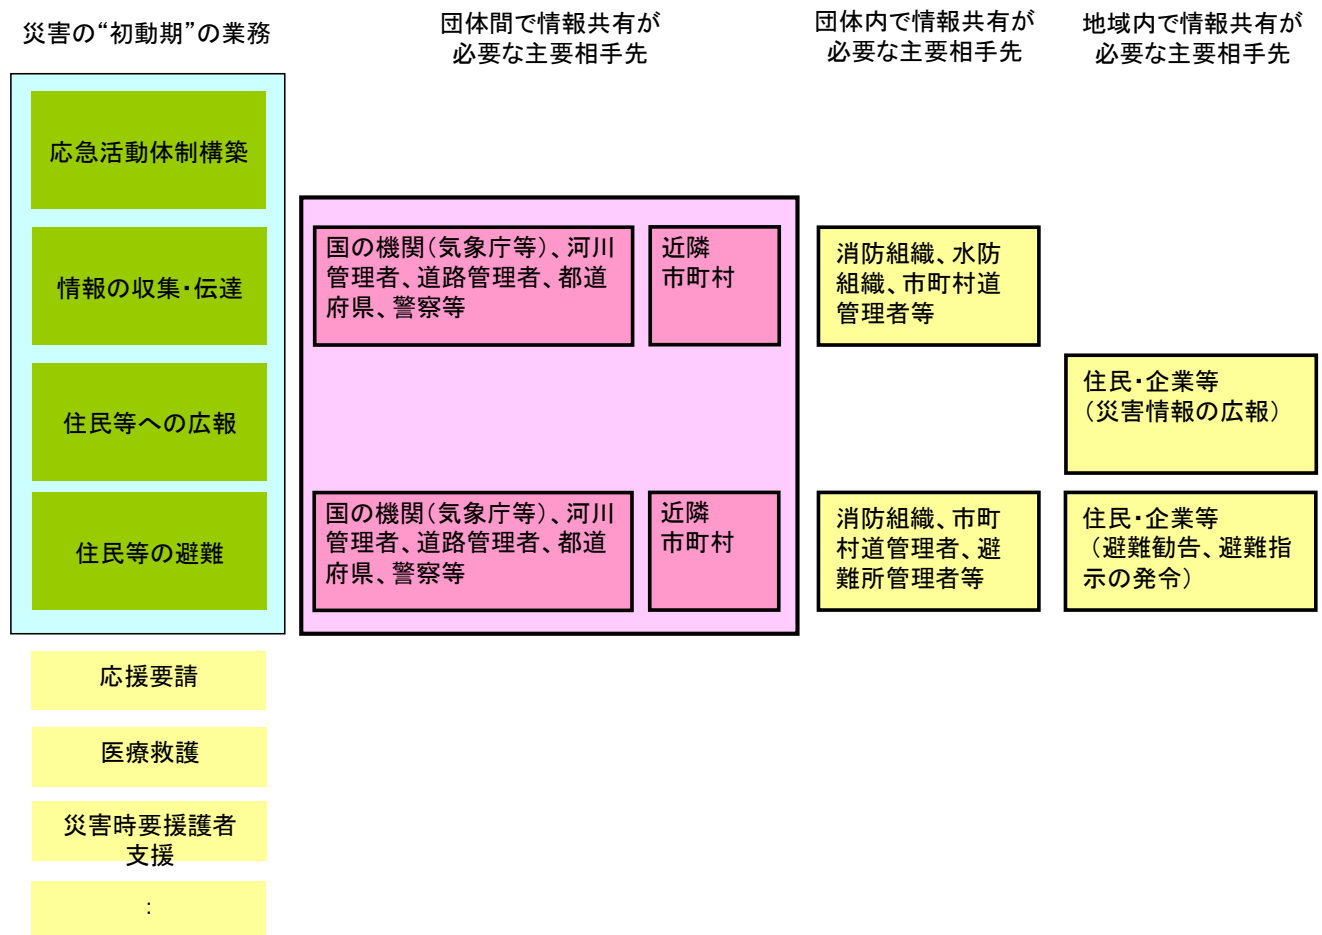 災害の“初動期”の業務
団体間で情報共有が
必要な主要相手先
団体内で情報共有が
必要な主要相手先
地域内で情報共有が
必要な主要相手先
応急活動体制構築
情報の収集・伝達
国の機関（気象庁等）、河川
管理者、道路管理者、都道
府県、警察等
近隣
市町村
消防組織、水防
組織、市町村道
管理者等
住民等への広報
住民・企業等
（災害情報の広報）
住民等の避難
国の機関（気象庁等）、河川
管理者、道路管理者、都道
府県、警察等
近隣
市町村
消防組織、市町
村道管理者、避
難所管理者等
住民・企業等
（避難勧告、避難指
示の発令）
応援要請
医療救護
災害時要援護者
支援
：